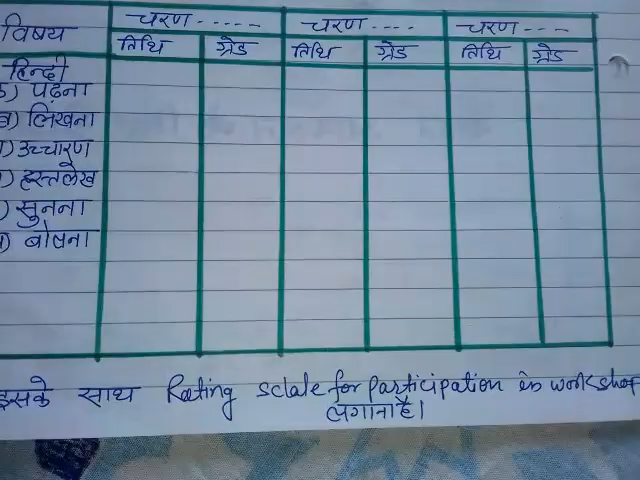 विषय चरण ----- चरण ---- चरण ---
तिथि ग्रेड तिथि ग्रेड तिथि ग्रेड
हिन्दी
) पढ़ना
) लिखना
) उच्चारण
) हस्तलेख
) सुनना
) बोलना
इसके साथ Rating sclale for participation in workshop
लगाना है।